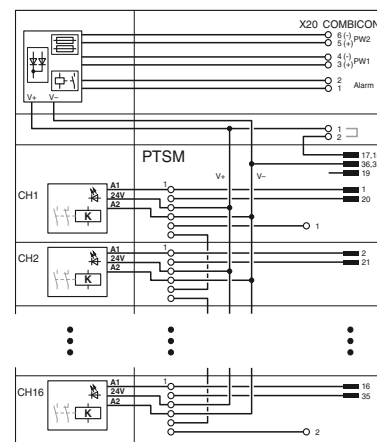 X20 COMBICON
6 (-)
5 (+) PW2
4 (-)
3 (+) PW1
2
1 Alarm
V+ V–
1
2
PTSM
17,1
36,3
19
V+ V–
CH1
A1
24V
A2
K
1
1
20
1
CH2
A1
24V
A2
K
1
2
21
CH16
A1
24V
A2
K
1
16
35
2